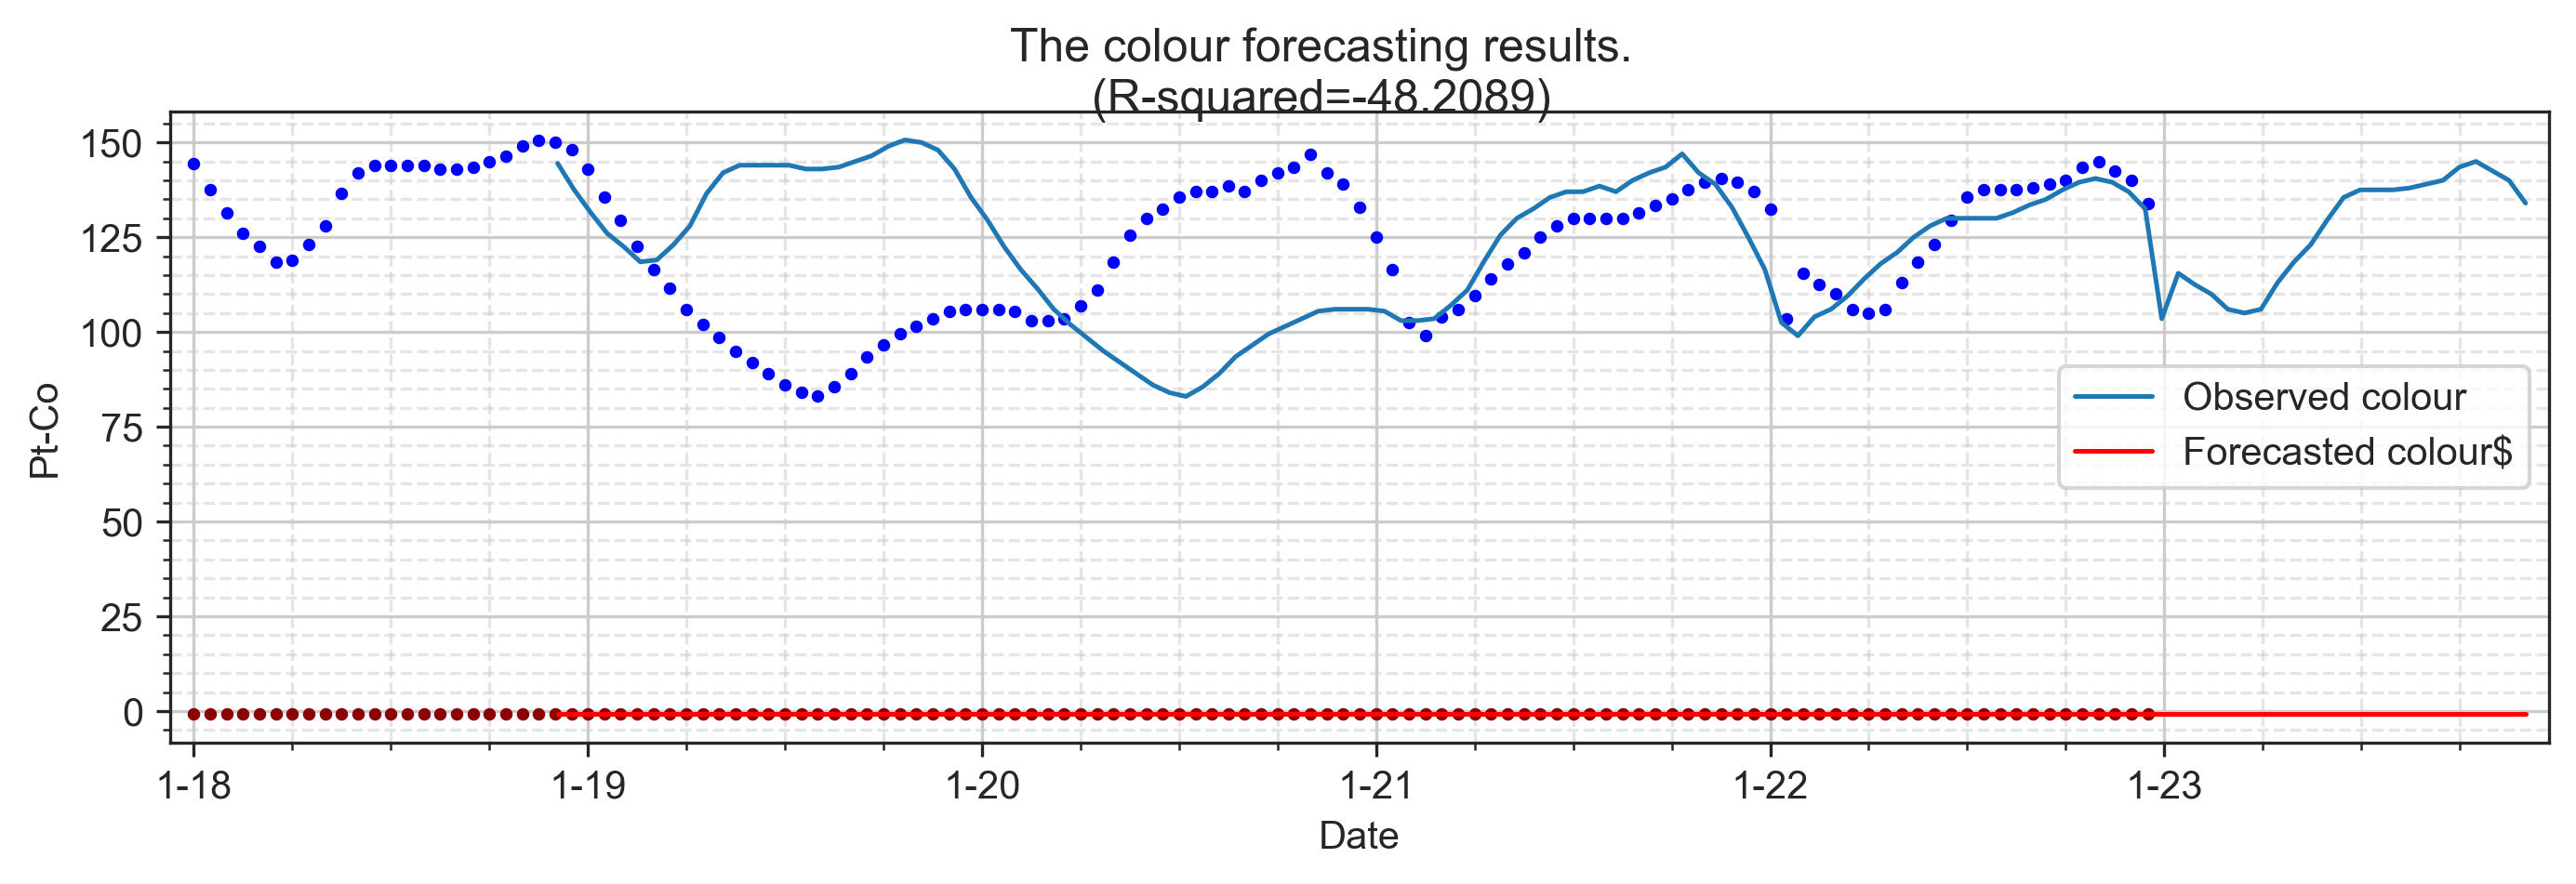 The colour forecasting results.
(R-squared=-48.2089)
150
125
100
75
50
25
0
Pt-Co
Observed colour
Forecasted colour$
1-18 1-19 1-20 1-21 1-22 1-23
Date